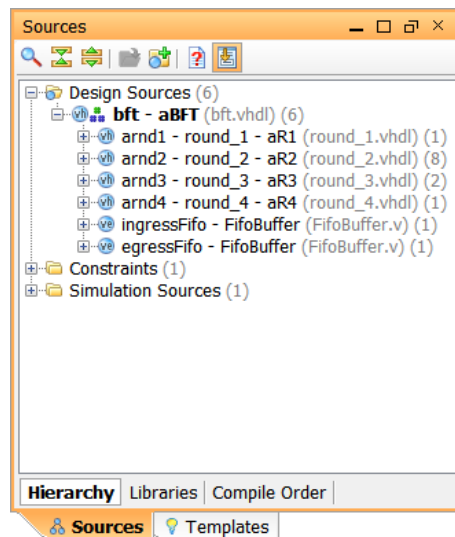 Sources
Design Sources (6)
bft - aBFT (bft.vhdl) (6)
arnd1 - round_1 - aR1 (round_1.vhdl) (1)
arnd2 - round_2 - aR2 (round_2.vhdl) (8)
arnd3 - round_3 - aR3 (round_3.vhdl) (2)
arnd4 - round_4 - aR4 (round_4.vhdl) (1)
ingressFifo - FifoBuffer (FifoBuffer.v) (1)
egressFifo - FifoBuffer (FifoBuffer.v) (1)
Constraints (1)
Simulation Sources (1)
Hierarchy Libraries Compile Order
Sources Templates